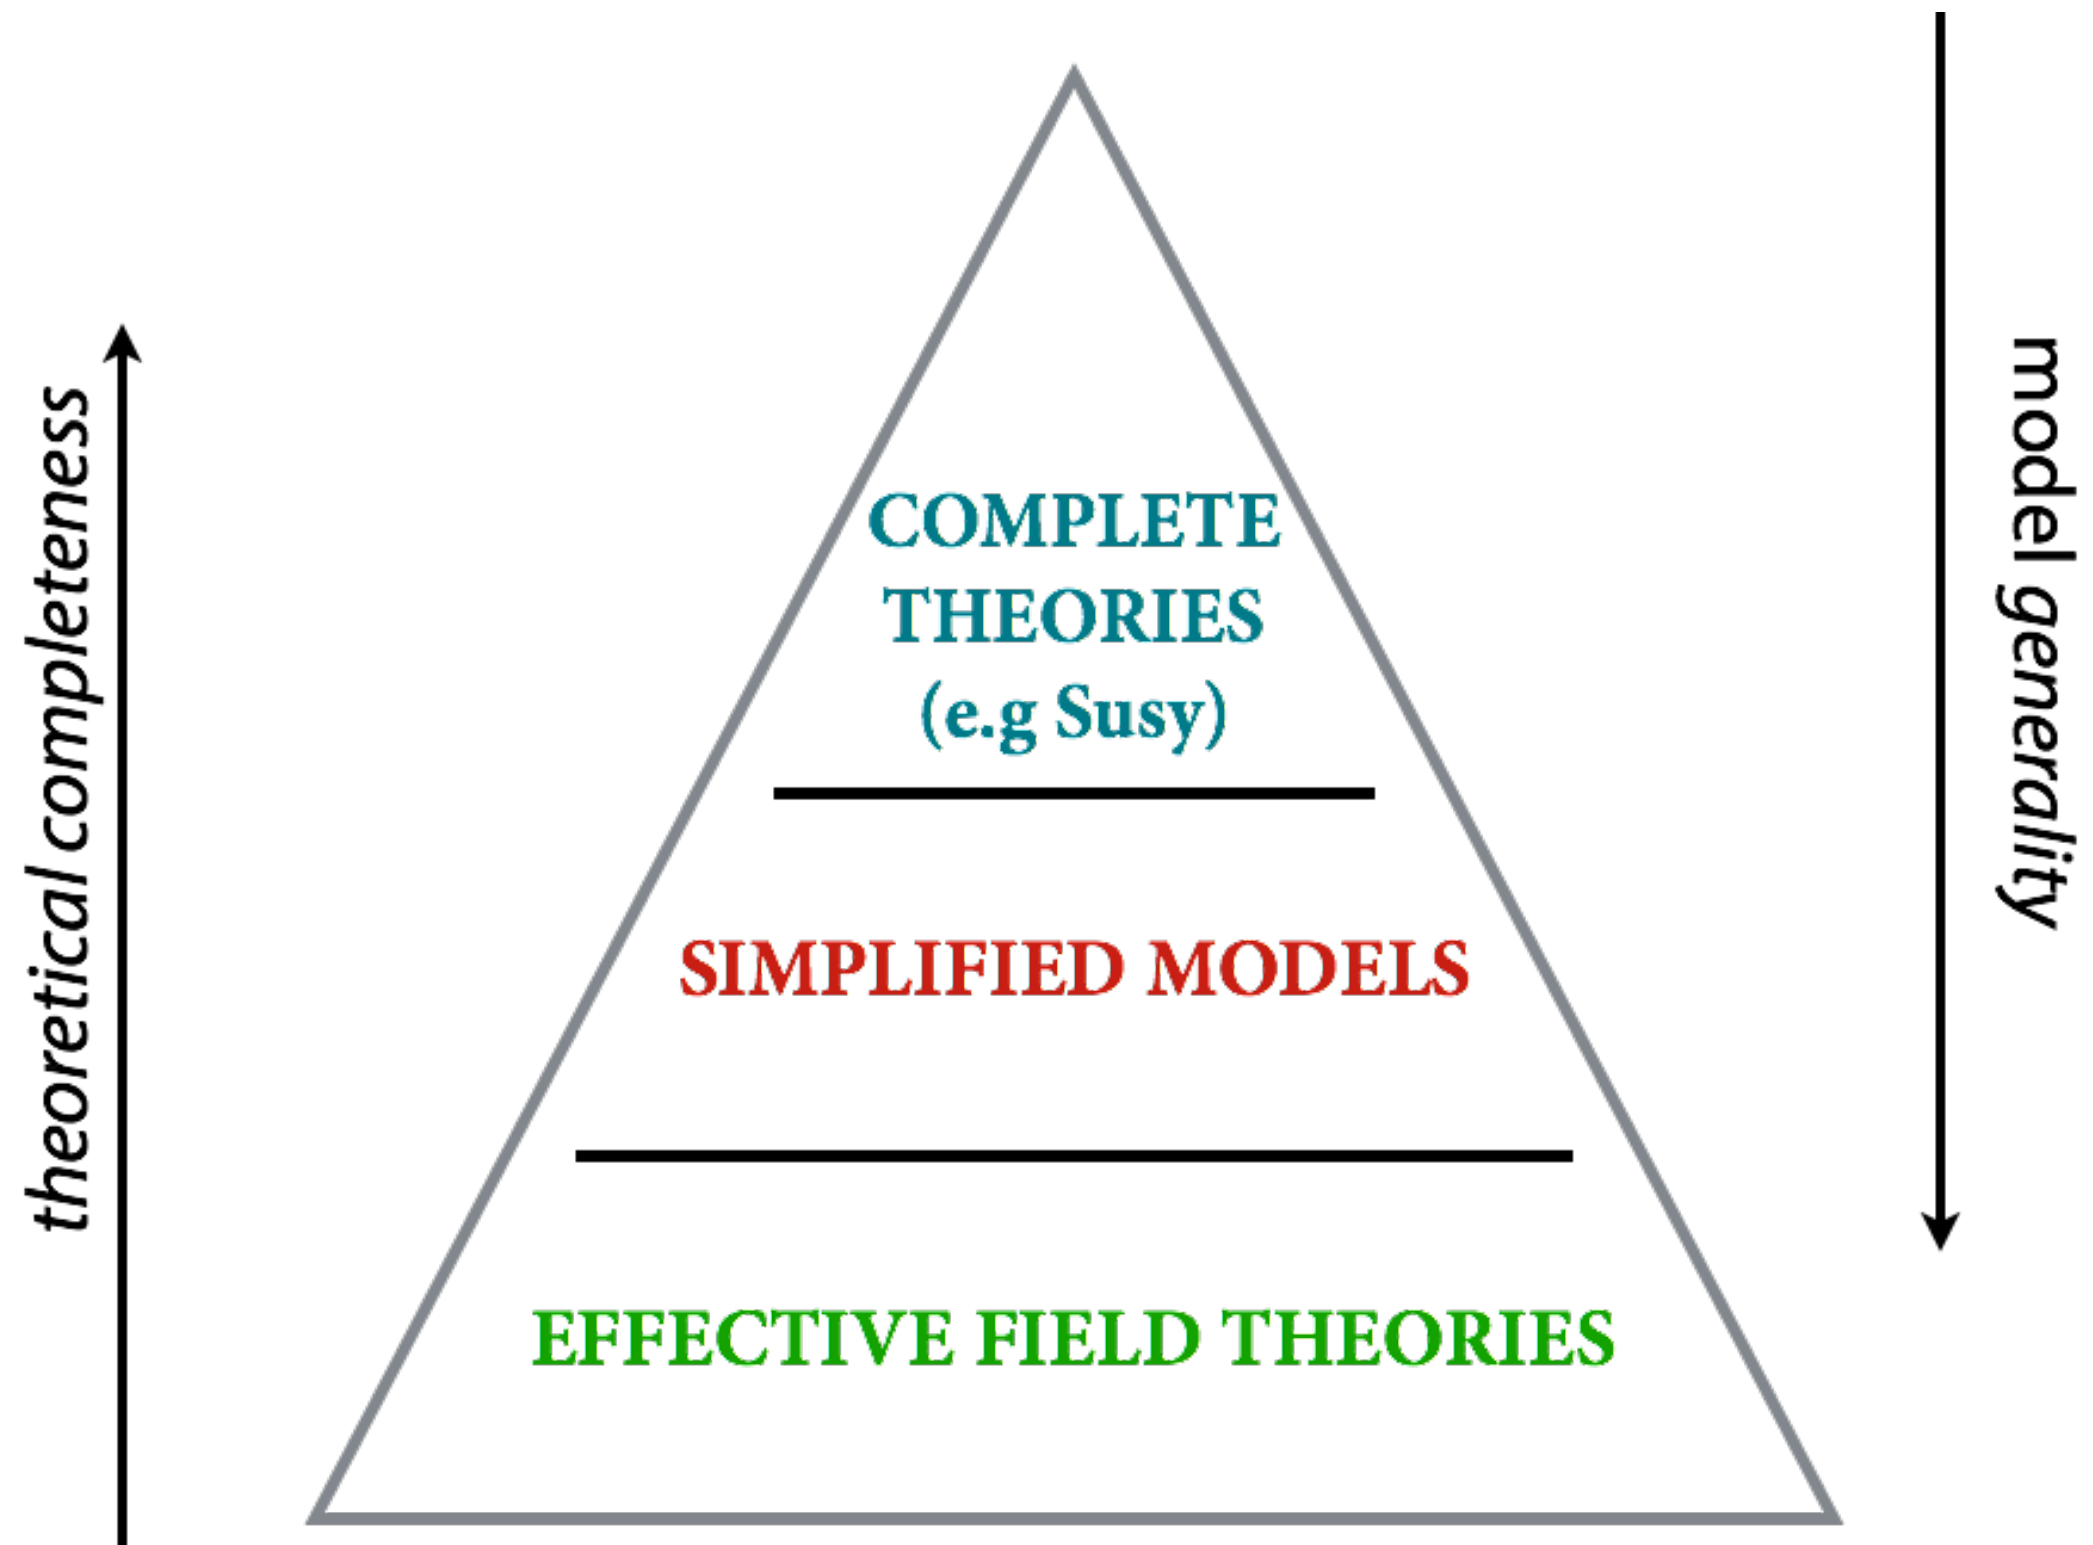 theoretical completeness
COMPLETE
THEORIES
(e.g Susy)
SIMPLIFIED MODELS
EFFECTIVE FIELD THEORIES
model generality